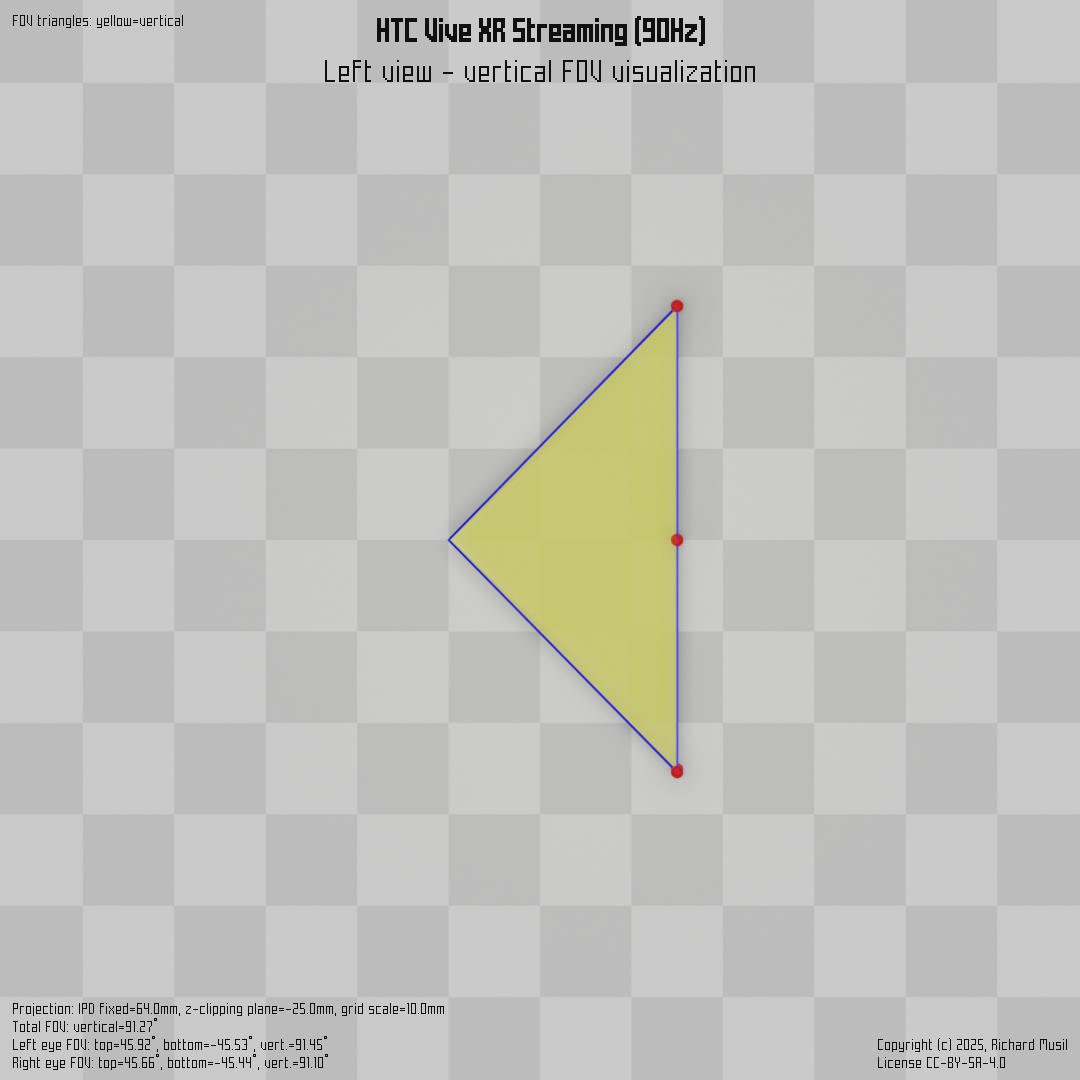 FOV triangles: yellow=vertical
HTC Vive XR Streaming (90Hz)
Left view - vertical FOV visualization
Projection: IPD fixed=64.0mm, z-clipping plane=-25.0mm, grid scale=10.0mm
Total FOV: vertical=91.27°
Left eye FOV: top=45.92°, bottom=-45.53°, vert.=91.45°
Right eye FOV: top=45.66°, bottom=-45.44°, vert.=91.10°
Copyright (c) 2025, Richard Musil
License CC-BY-SA-4.0